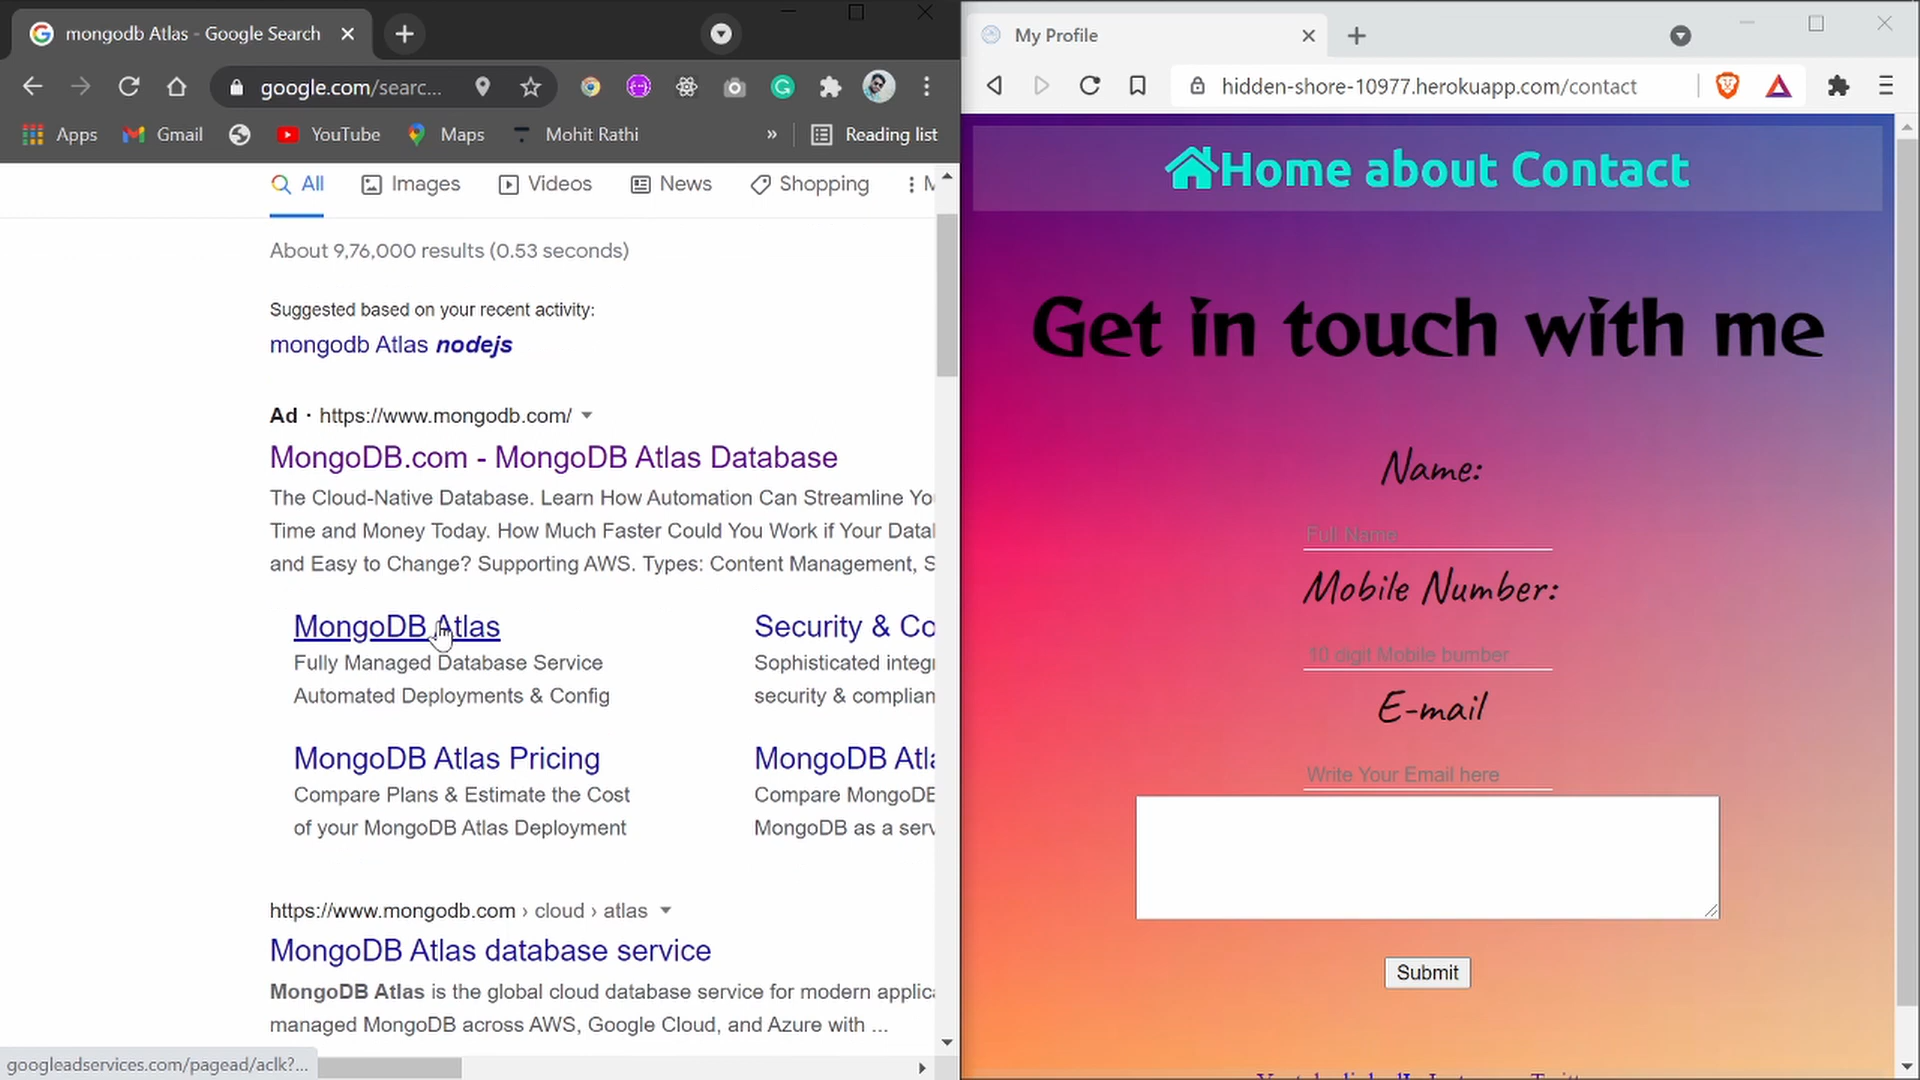 mongodb Atlas - Google Search
google.com/searc...
Apps Gmail YouTube Maps Mohit Rathi » Reading list
All Images Videos News Shopping
About 9,76,000 results (0.53 seconds)
Suggested based on your recent activity:
mongodb Atlas nodejs
Ad · https://www.mongodb.com/
MongoDB.com - MongoDB Atlas Database
The Cloud-Native Database. Learn How Automation Can Streamline Yo
Time and Money Today. How Much Faster Could You Work if Your Data
and Easy to Change? Supporting AWS. Types: Content Management, S
MongoDB Atlas
Fully Managed Database Service
Automated Deployments & Config
Security & Co
Sophisticated integr
security & complian
MongoDB Atlas Pricing
Compare Plans & Estimate the Cost
of your MongoDB Atlas Deployment
MongoDB Atla
Compare MongoDB
MongoDB as a serv
https://www.mongodb.com › cloud › atlas
MongoDB Atlas database service
MongoDB Atlas is the global cloud database service for modern applica
managed MongoDB across AWS, Google Cloud, and Azure with ...
googleadservices.com/pagead/aclk?...
My Profile
hidden-shore-10977.herokuapp.com/contact
Home about Contact
Get in touch with me
Name:
Full Name
Mobile Number:
10 digit Mobile bumber
E-mail
Write Your Email here
Submit